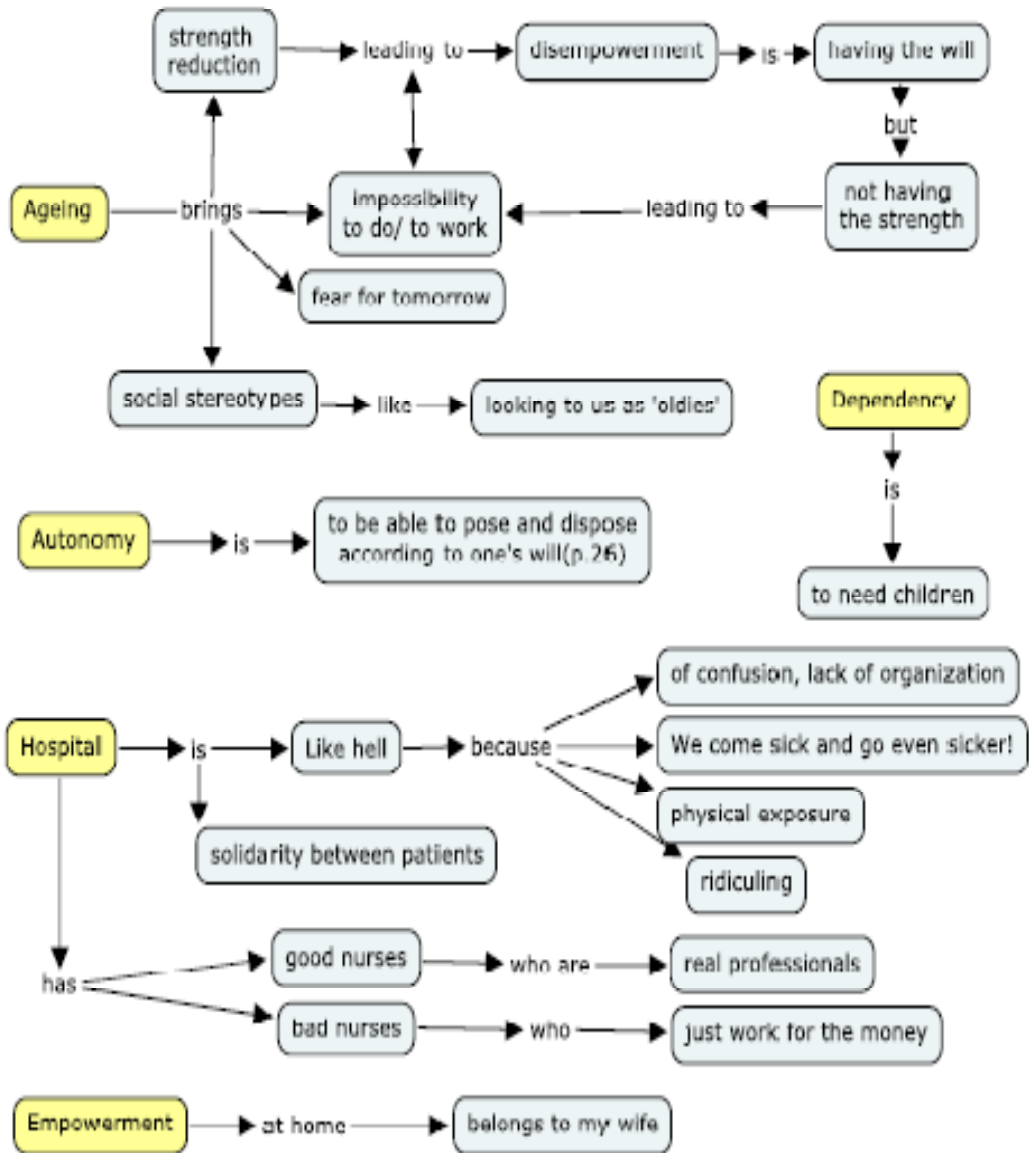 strength
reduction
leading to
disempowerment
is
having the will
but
not having
the strength
leading to
impossibility
to do/ to work
Ageing
brings
fear for tomorrow
social stereotypes
like
looking to us as 'oldies'
Dependency
is
to need children
Autonomy
is
to be able to pose and dispose
according to one's will(p.26)
Hospital
is
Like hell
because
of confusion, lack of organization
We come sick and go even sicker!
physical exposure
ridiculing
solidarity between patients
has
good nurses
who are
real professionals
bad nurses
who
just work for the money
Empowerment
at home
belongs to my wife